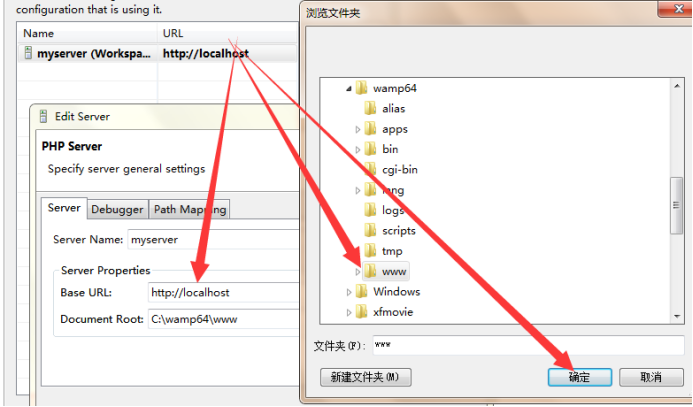 configuration that is using it.
Name URL
myserver (Workspa... http://localhost
Edit Server
PHP Server
Specify server general settings
Server Debugger Path Mapping
Server Name: myserver
Server Properties
Base URL: http://localhost
Document Root: C:\wamp64\www
浏览文件夹
wamp64
alias
apps
bin
cgi-bin
lang
logs
scripts
tmp
www
Windows
xfmovie
文件夹(F): www
新建文件夹(M) 确定 取消